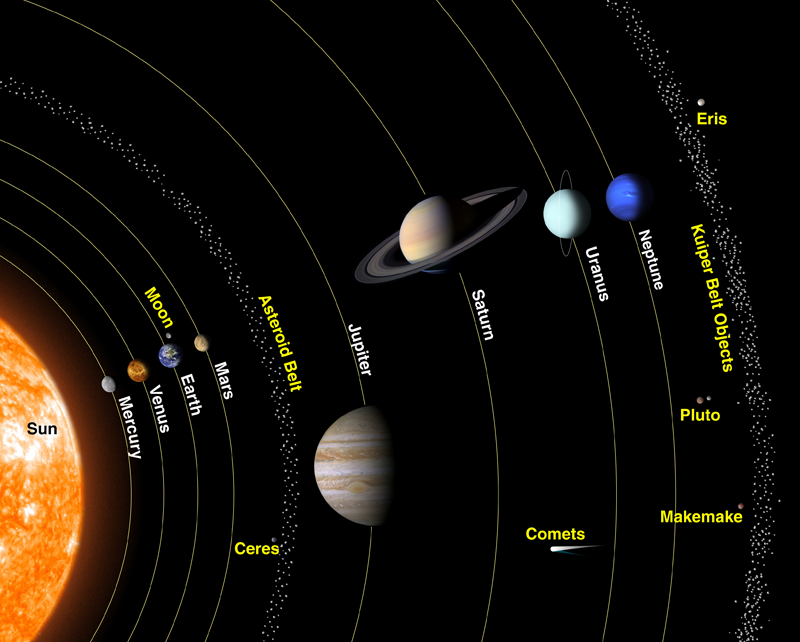 Sun
Mercury
Venus
Earth
Moon
Mars
Asteroid Belt
Ceres
Jupiter
Saturn
Uranus
Neptune
Comets
Kuiper Belt Objects
Eris
Pluto
Makemake